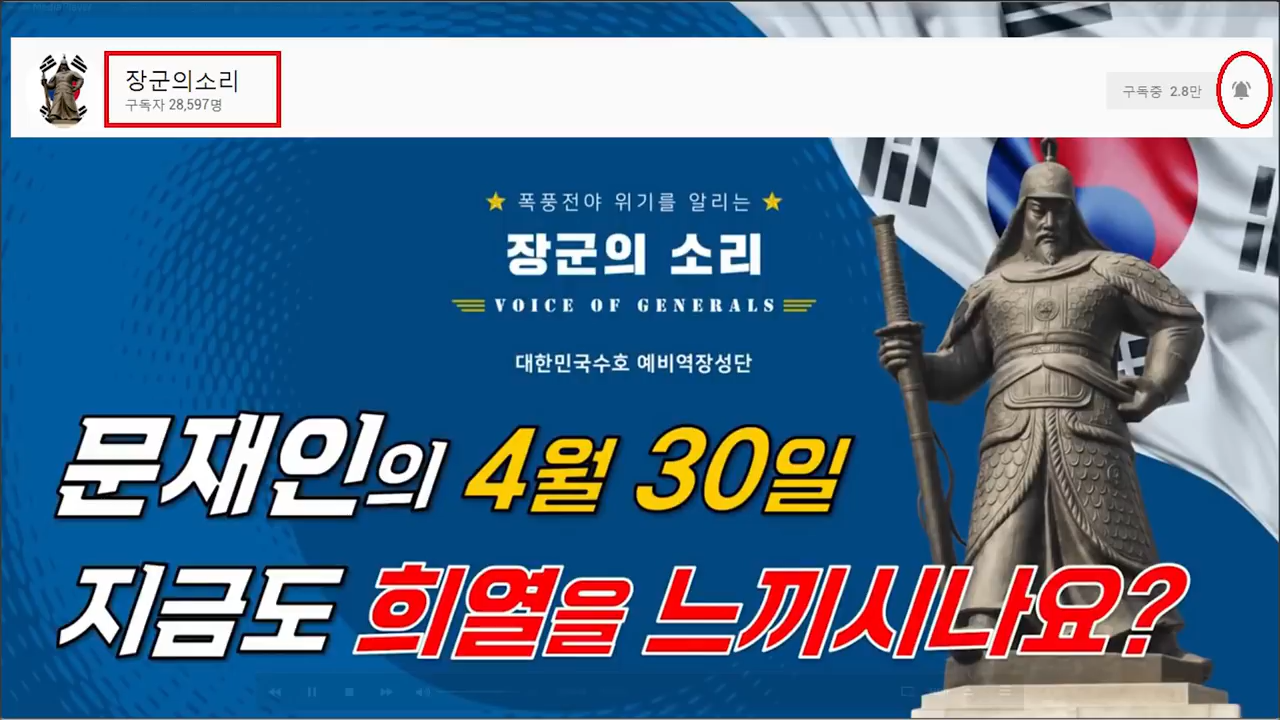 장군의소리
구독자 28,597명
구독중 2.8만
폭풍전야 위기를 알리는
장군의 소리
VOICE OF GENERALS
대한민국수호 예비역장성단
문재인의 4월 30일
지금도 희열을 느끼시나요?